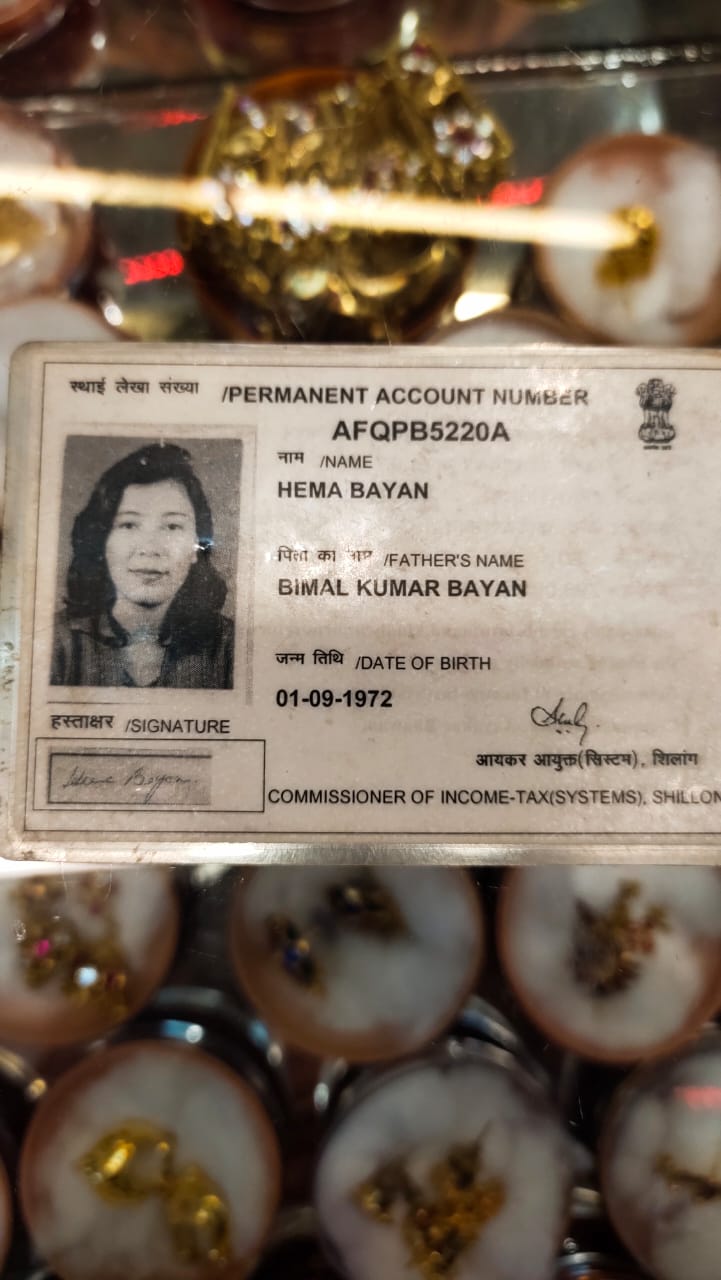 स्थाई लेखा संख्या /PERMANENT ACCOUNT NUMBER
AFQPB5220A
नाम /NAME
HEMA BAYAN
पिता का नाम /FATHER'S NAME
BIMAL KUMAR BAYAN
जन्म तिथि /DATE OF BIRTH
01-09-1972
हस्ताक्षर /SIGNATURE
Bayan
आयकर आयुक्त(सिस्टम), शिलांग
COMMISSIONER OF INCOME-TAX(SYSTEMS), SHILLON